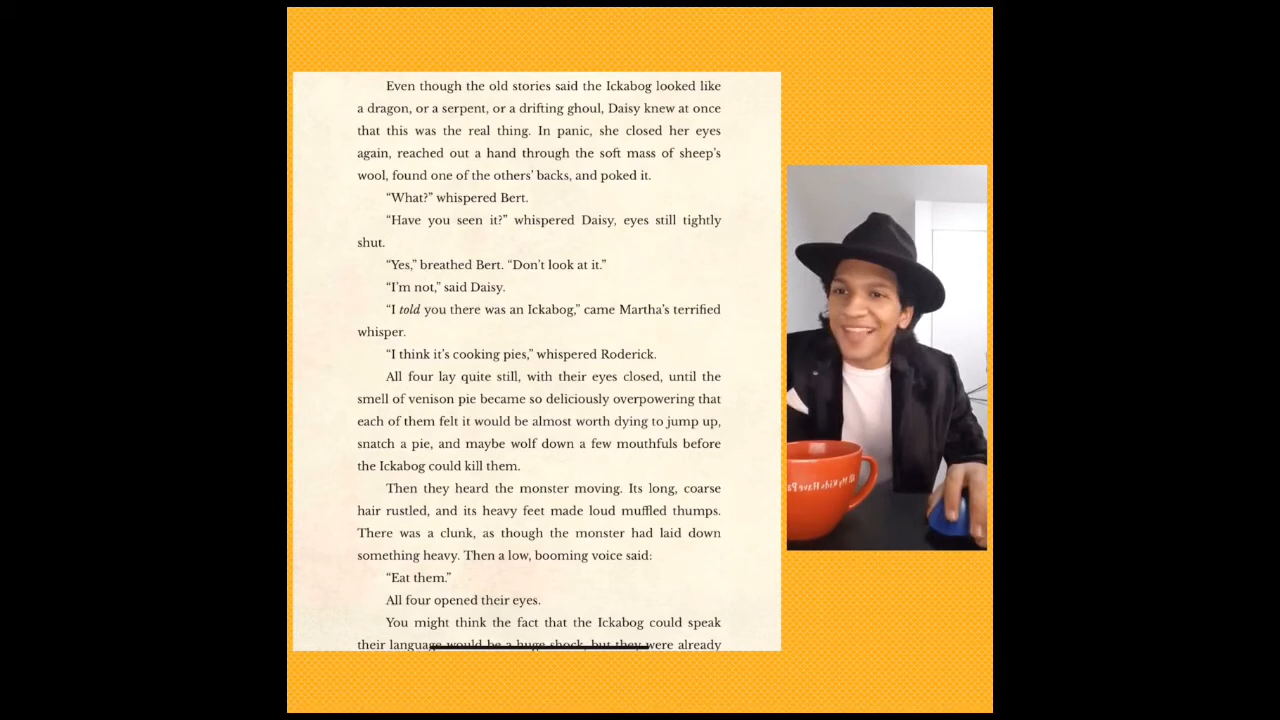 Even though the old stories said the Ickabog looked like
a dragon, or a serpent, or a drifting ghoul, Daisy knew at once
that this was the real thing. In panic, she closed her eyes
again, reached out a hand through the soft mass of sheep’s
wool, found one of the others’ backs, and poked it.
“What?” whispered Bert.
“Have you seen it?” whispered Daisy, eyes still tightly
shut.
“Yes,” breathed Bert. “Don’t look at it.”
“I’m not,” said Daisy.
“I told you there was an Ickabog,” came Martha’s terrified
whisper.
“I think it’s cooking pies,” whispered Roderick.
All four lay quite still, with their eyes closed, until the
smell of venison pie became so deliciously overpowering that
each of them felt it would be almost worth dying to jump up,
snatch a pie, and maybe wolf down a few mouthfuls before
the Ickabog could kill them.
Then they heard the monster moving. Its long, coarse
hair rustled, and its heavy feet made loud muffled thumps.
There was a clunk, as though the monster had laid down
something heavy. Then a low, booming voice said:
“Eat them.”
All four opened their eyes.
You might think the fact that the Ickabog could speak
their language would be a huge shock, but they were already
My Kids Have